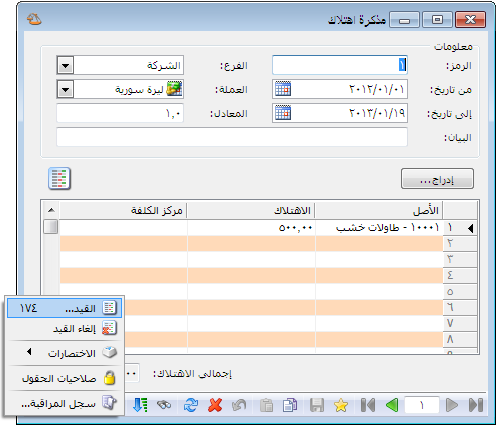 مذكرة اهتلاك
معلومات
الرمز: ١
الفرع: الشركة
من تاريخ: ٢٠١٢/٠١/٠١
العملة: ليرة سورية
إلى تاريخ: ٢٠١٣/٠١/١٩
المعادل: ١,٠
البيان:
إدراج...
الأصل الاهتلاك مركز الكلفة
١ ١٠٠٠١ - طاولات خشب ٥٠٠,٠٠
٢
٣
٤
٥
٦
٧
٨
٩
إجمالي الاهتلاك:
القيد... ١٧٤
إلغاء القيد
الاختصارات
صلاحيات الحقول
سجل المراقبة...
١